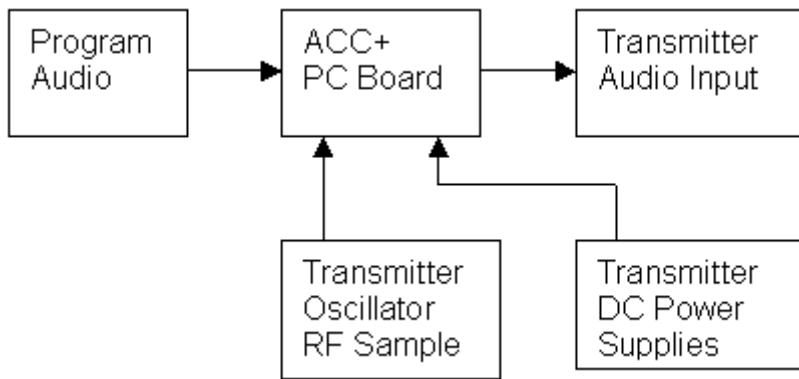 Program
Audio
ACC+
PC Board
Transmitter
Audio Input
Transmitter
Oscillator
RF Sample
Transmitter
DC Power
Supplies